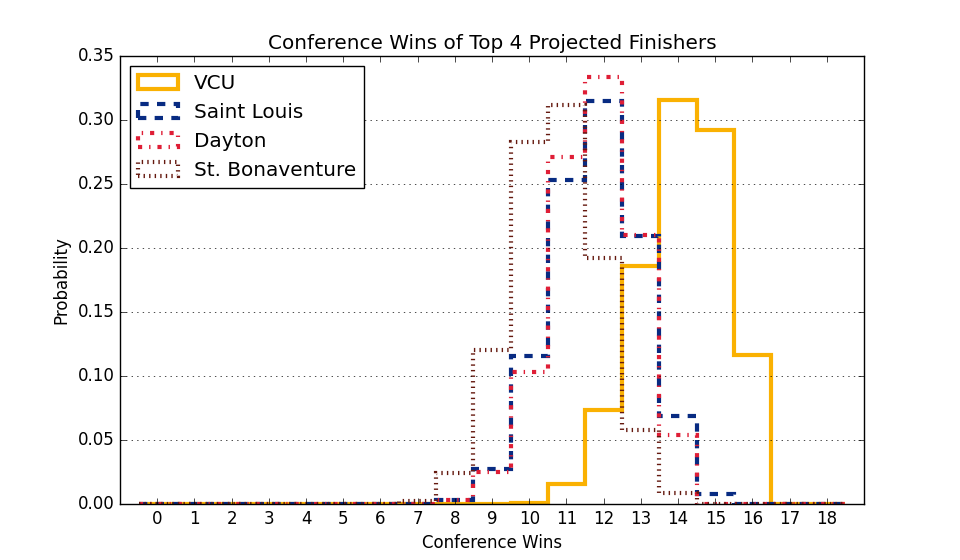 Conference Wins of Top 4 Projected Finishers
VCU
Saint Louis
Dayton
St. Bonaventure
0.35
0.30
0.25
0.20
0.15
0.10
0.05
0.00
Probability
0 1 2 3 4 5 6 7 8 9 10 11 12 13 14 15 16 17 18
Conference Wins